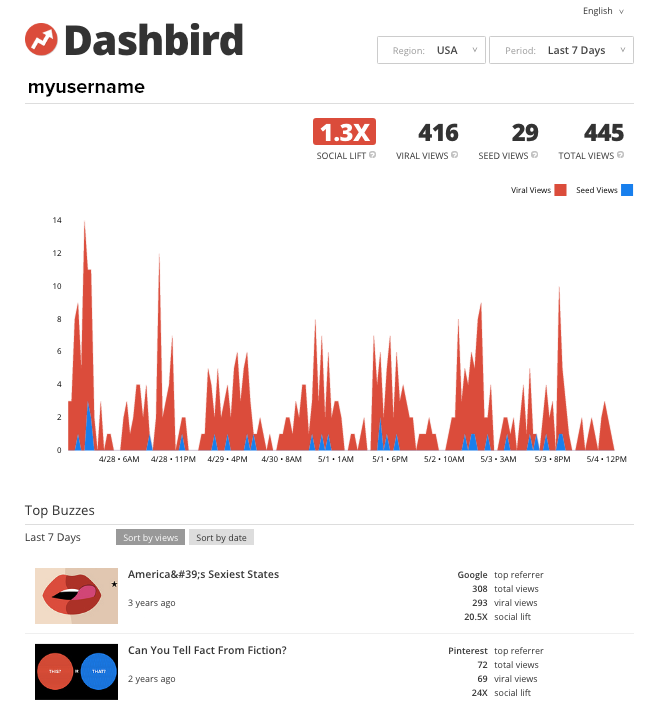 English v
Dashbird
Region: USA v
Period: Last 7 Days v
myusername
1.3X 416 29 445
SOCIAL LIFT ? VIRAL VIEWS ? SEED VIEWS ? TOTAL VIEWS ?
Viral Views Seed Views
14
12
10
8
6
4
2
0
4/28 • 6AM 4/28 • 11PM 4/29 • 4PM 4/30 • 8AM 5/1 • 1AM 5/1 • 6PM 5/2 • 10AM 5/3 • 3AM 5/3 • 8PM 5/4 • 12PM
Top Buzzes
Last 7 Days Sort by views Sort by date
America&#39;s Sexiest States
3 years ago
Google top referrer
308 total views
293 viral views
20.5X social lift
Can You Tell Fact From Fiction?
2 years ago
Pinterest top referrer
72 total views
69 viral views
24X social lift